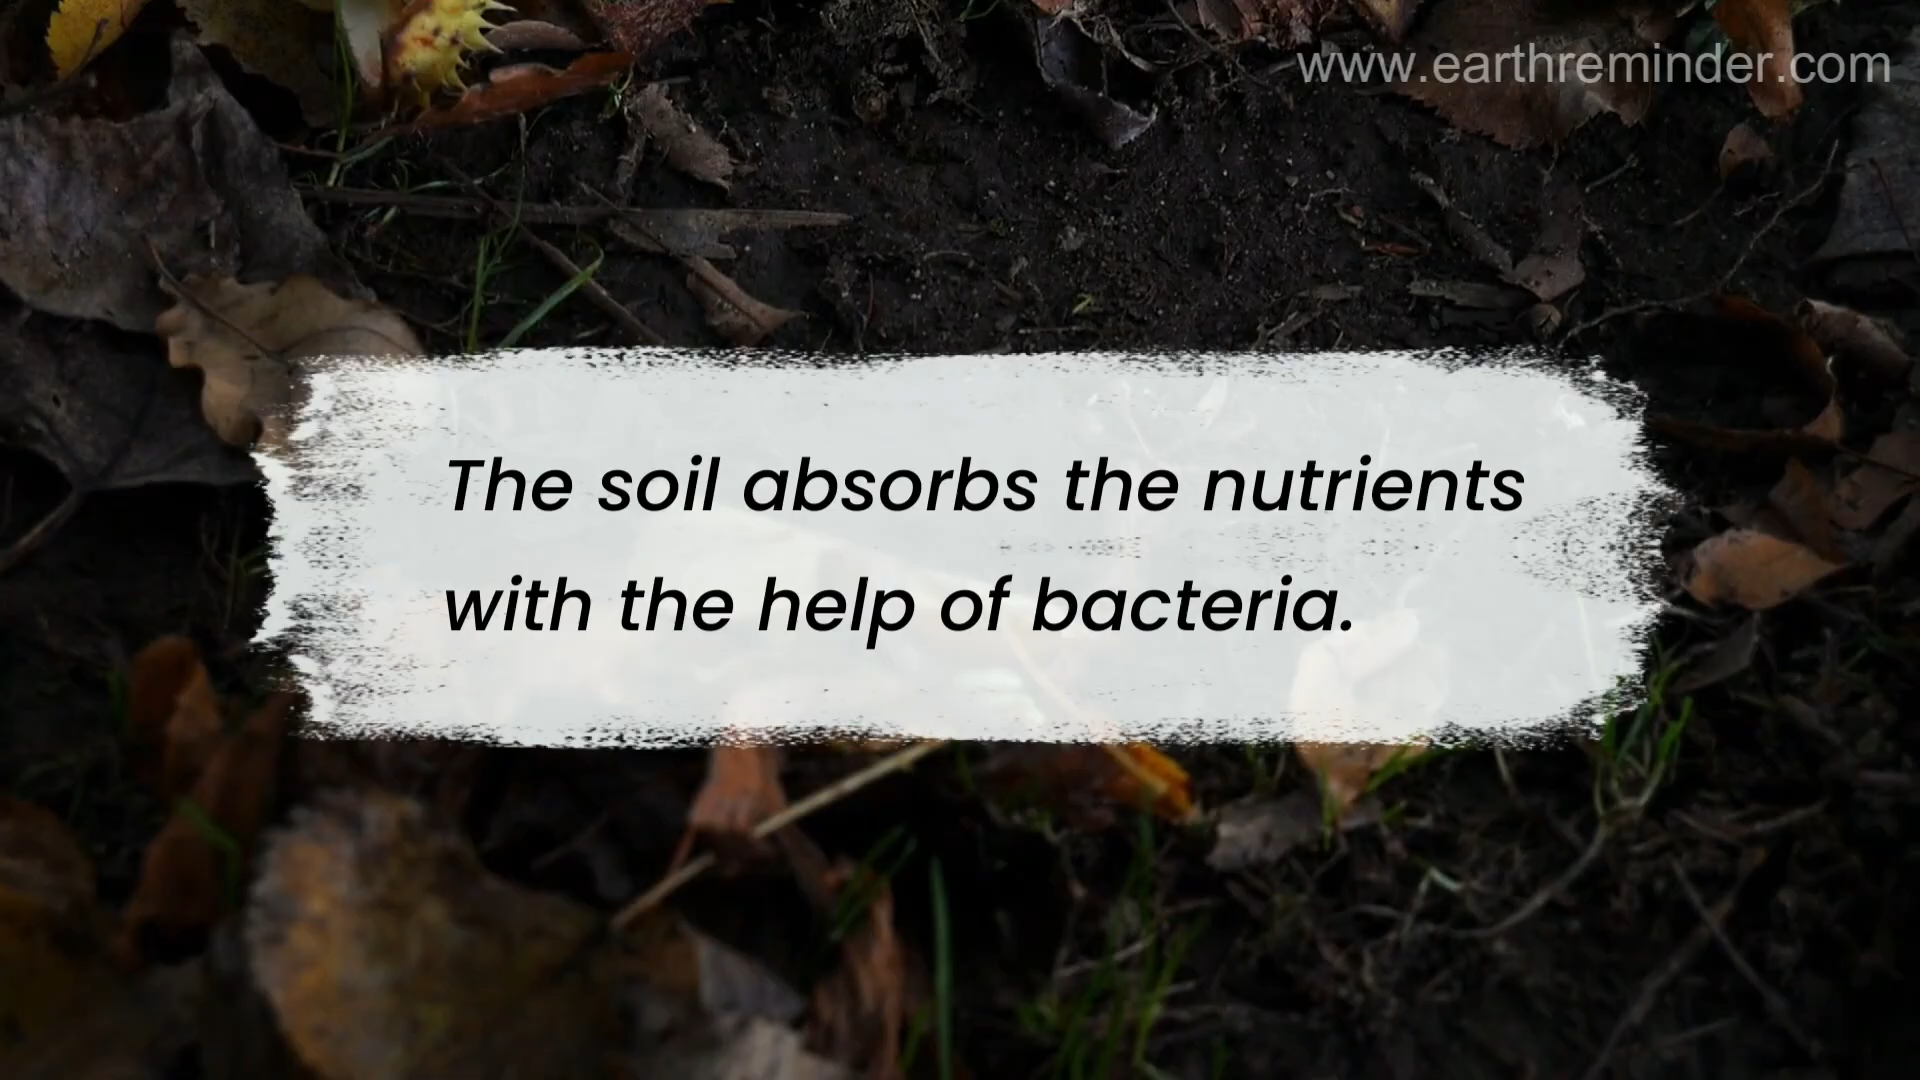 www.earthreminder.com
The soil absorbs the nutrients
with the help of bacteria.